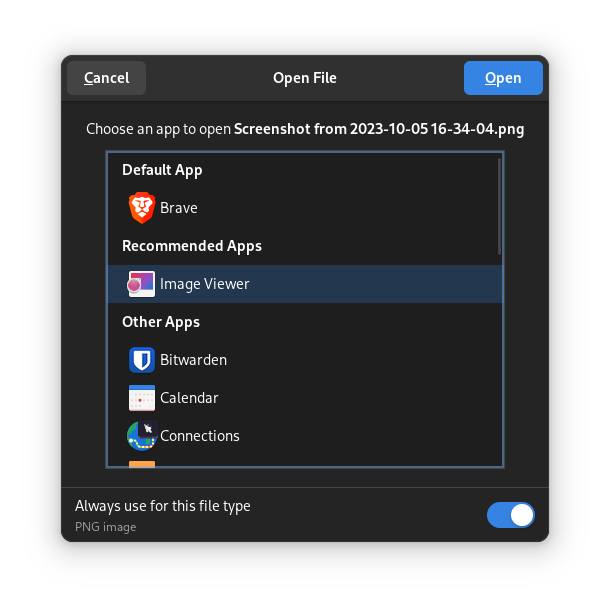 Cancel
Open File
Open
Choose an app to open Screenshot from 2023-10-05 16-34-04.png
Default App
Brave
Recommended Apps
Image Viewer
Other Apps
Bitwarden
Calendar
Connections
Always use for this file type
PNG image